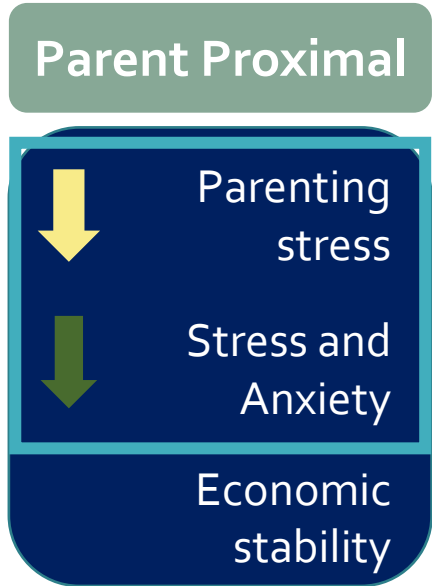 Parent Proximal
Parenting
stress
Stress and
Anxiety
Economic
stability